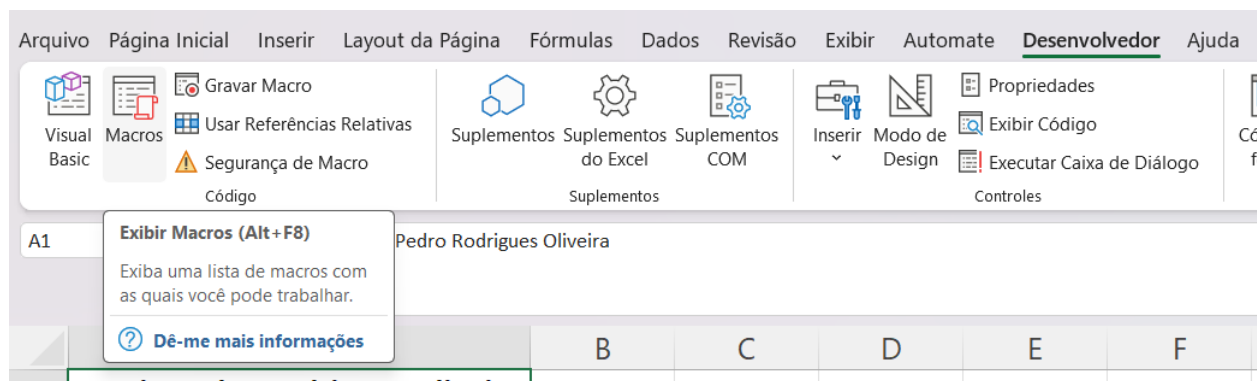 Arquivo Página Inicial Inserir Layout da Página Fórmulas Dados Revisão Exibir Automate Desenvolvedor Ajuda
Visual Basic
Macros
Gravar Macro
Usar Referências Relativas
Segurança de Macro
Código
Suplementos
Suplementos do Excel
Suplementos COM
Suplementos
Inserir
Modo de Design
Propriedades
Exibir Código
Executar Caixa de Diálogo
Controles
A1
Pedro Rodrigues Oliveira
Exibir Macros (Alt+F8)
Exiba uma lista de macros com
as quais você pode trabalhar.
Dê-me mais informações
B C D E F